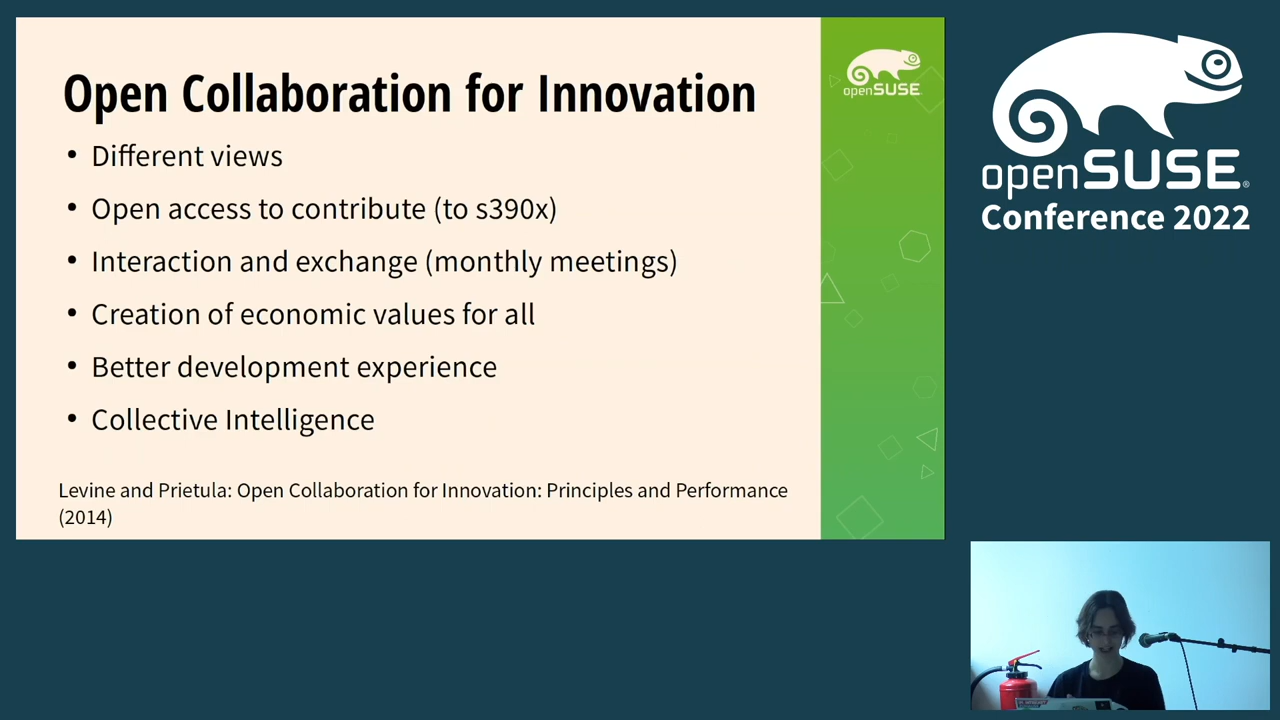 Open Collaboration for Innovation
• Different views
• Open access to contribute (to s390x)
• Interaction and exchange (monthly meetings)
• Creation of economic values for all
• Better development experience
• Collective Intelligence
Levine and Prietula: Open Collaboration for Innovation: Principles and Performance
(2014)
openSUSE
openSUSE®
Conference 2022